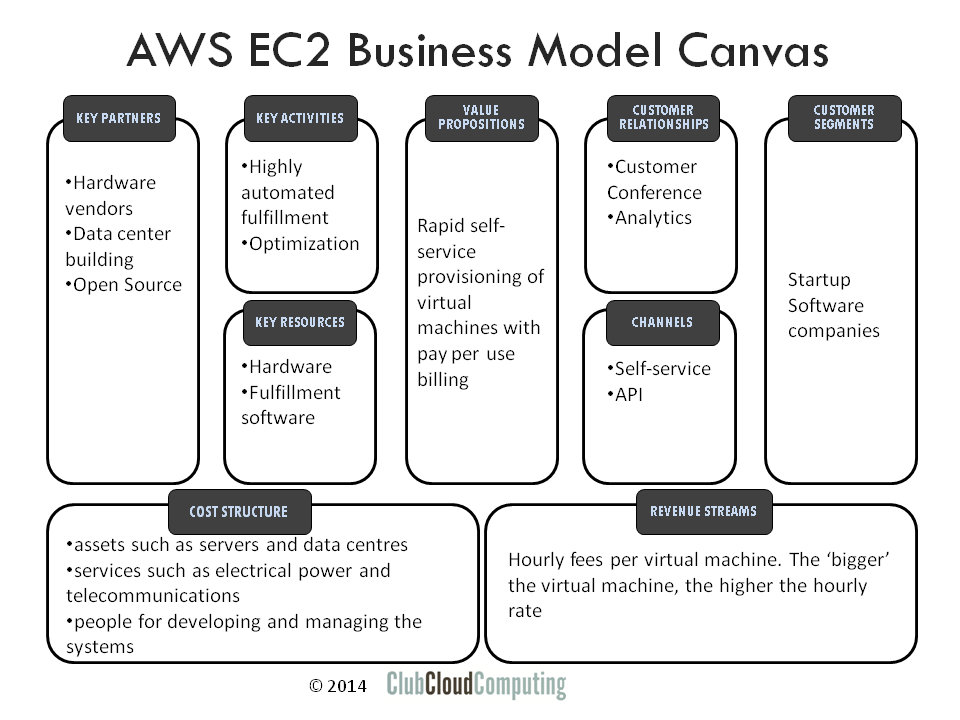 AWS EC2 Business Model Canvas
KEY PARTNERS
•Hardware
vendors
•Data center
building
•Open Source
KEY ACTIVITIES
•Highly
automated
fulfillment
•Optimization
KEY RESOURCES
•Hardware
•Fulfillment
software
VALUE
PROPOSITIONS
Rapid self-
service
provisioning of
virtual
machines with
pay per use
billing
CUSTOMER
RELATIONSHIPS
•Customer
Conference
•Analytics
CHANNELS
•Self-service
•API
CUSTOMER
SEGMENTS
Startup
Software
companies
COST STRUCTURE
•assets such as servers and data centres
•services such as electrical power and
telecommunications
•people for developing and managing the
systems
REVENUE STREAMS
Hourly fees per virtual machine. The ‘bigger’
the virtual machine, the higher the hourly
rate
© 2014 ClubCloudComputing